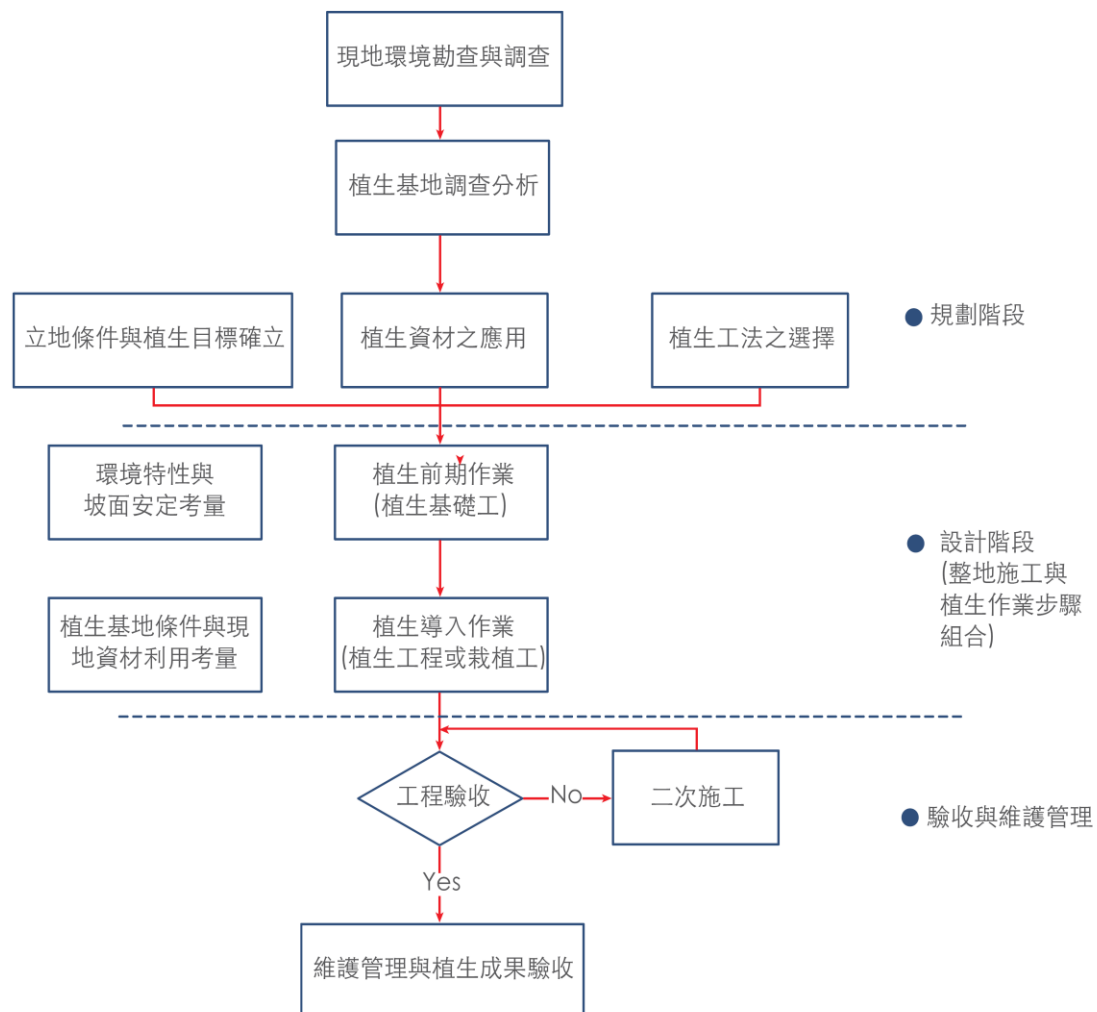 現地環境勘查與調查
植生基地調查分析
立地條件與植生目標確立
植生資材之應用
植生工法之選擇
● 規劃階段
環境特性與
坡面安定考量
植生前期作業
(植生基礎工)
● 設計階段
(整地施工與
植生作業步驟
組合)
植生基地條件與現
地資材利用考量
植生導入作業
(植生工程或栽植工)
工程驗收
No
二次施工
● 驗收與維護管理
Yes
維護管理與植生成果驗收